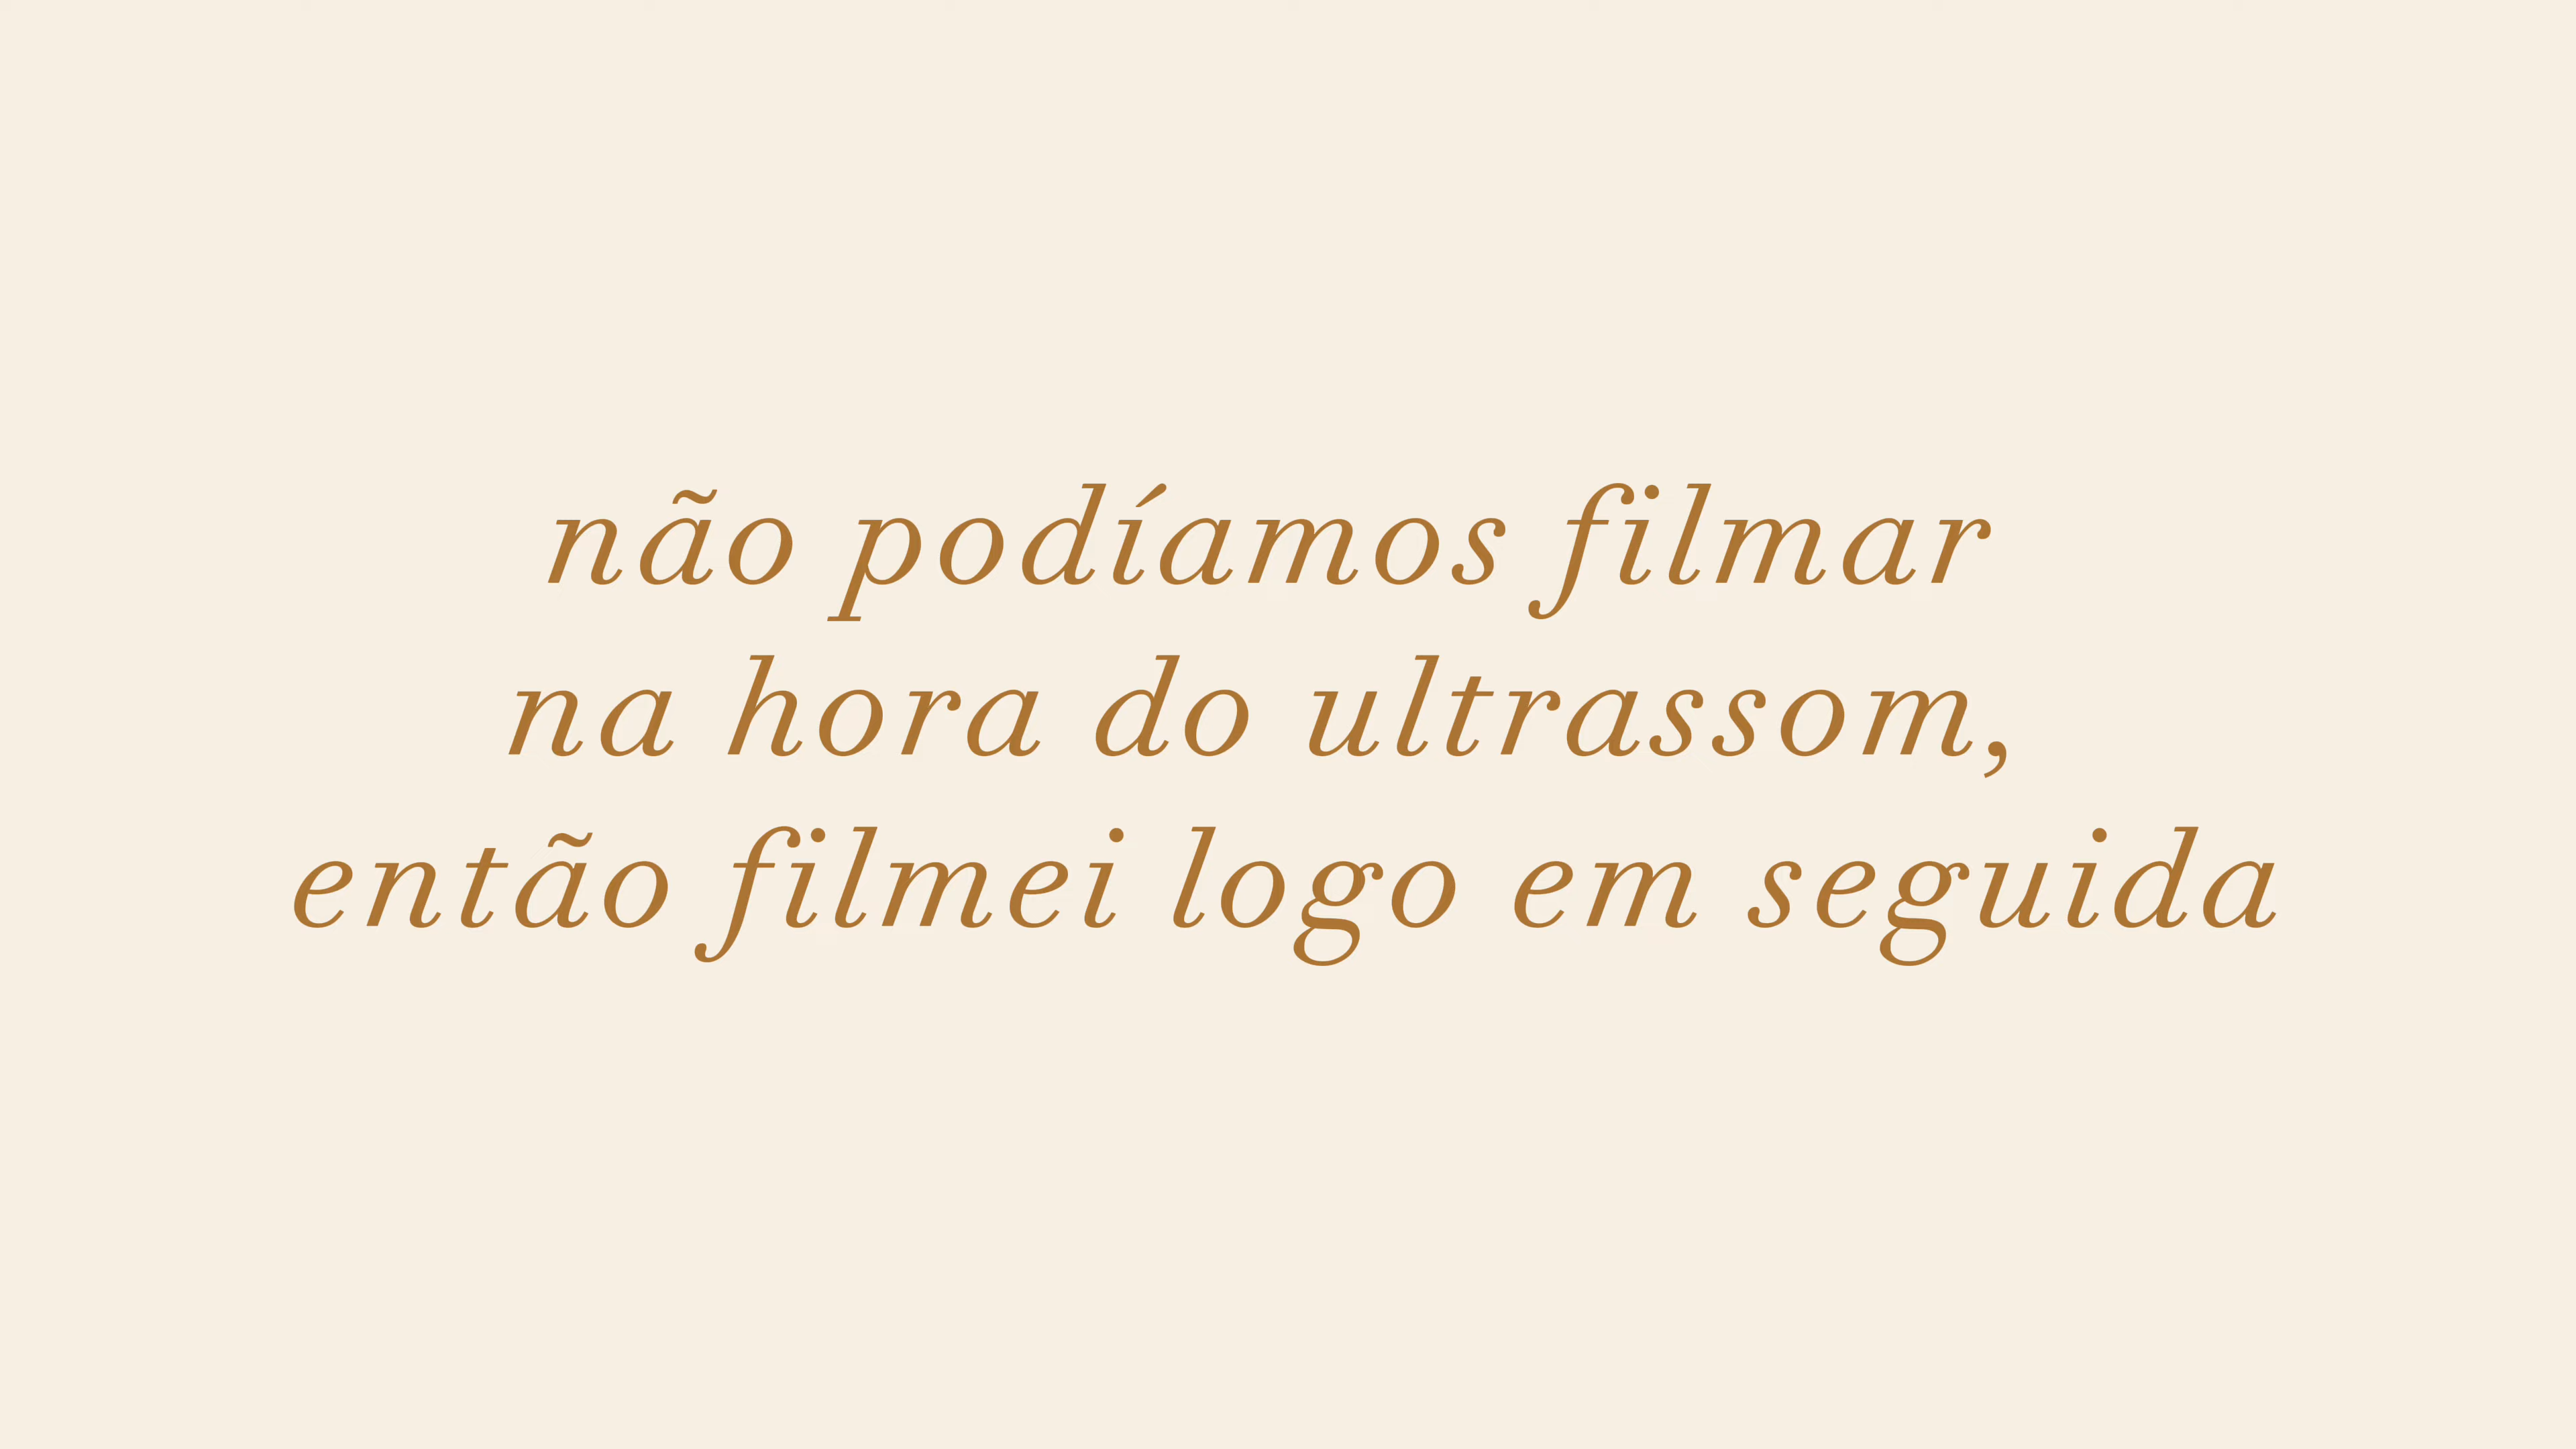 não podíamos filmar
na hora do ultrassom,
então filmei logo em seguida